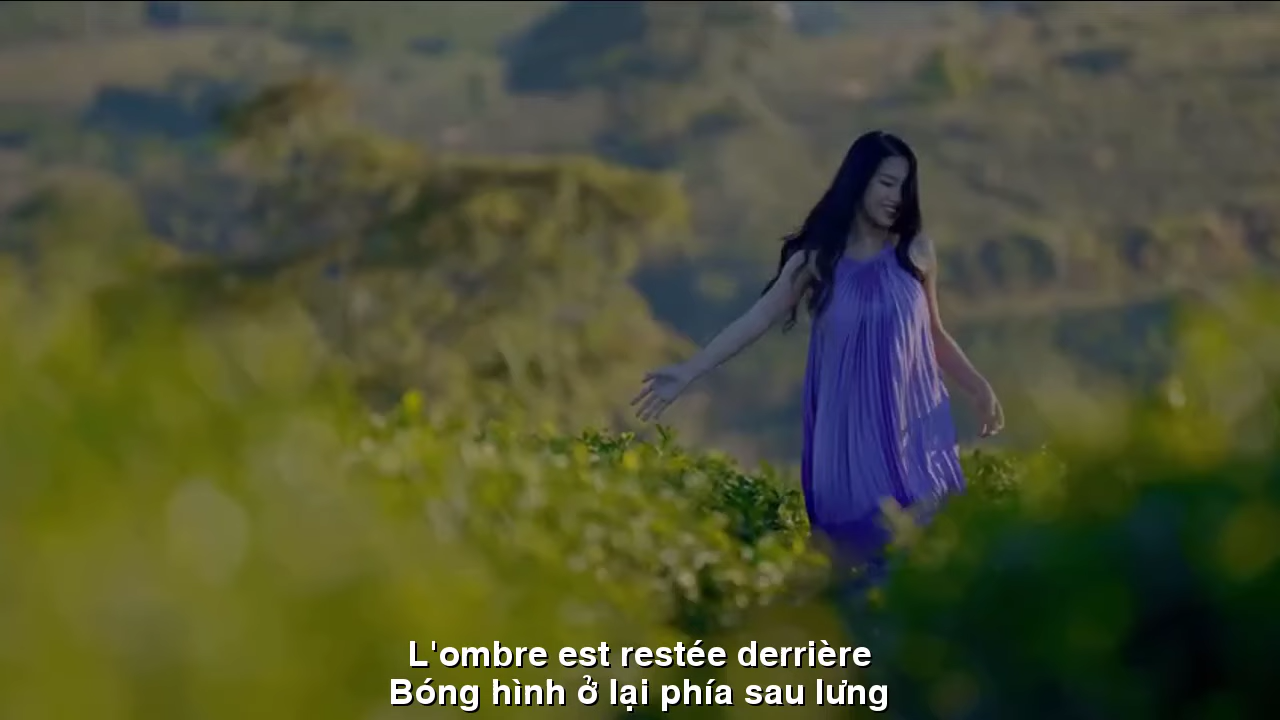 L'ombre est restée derrière
Bóng hình ở lại phía sau lưng